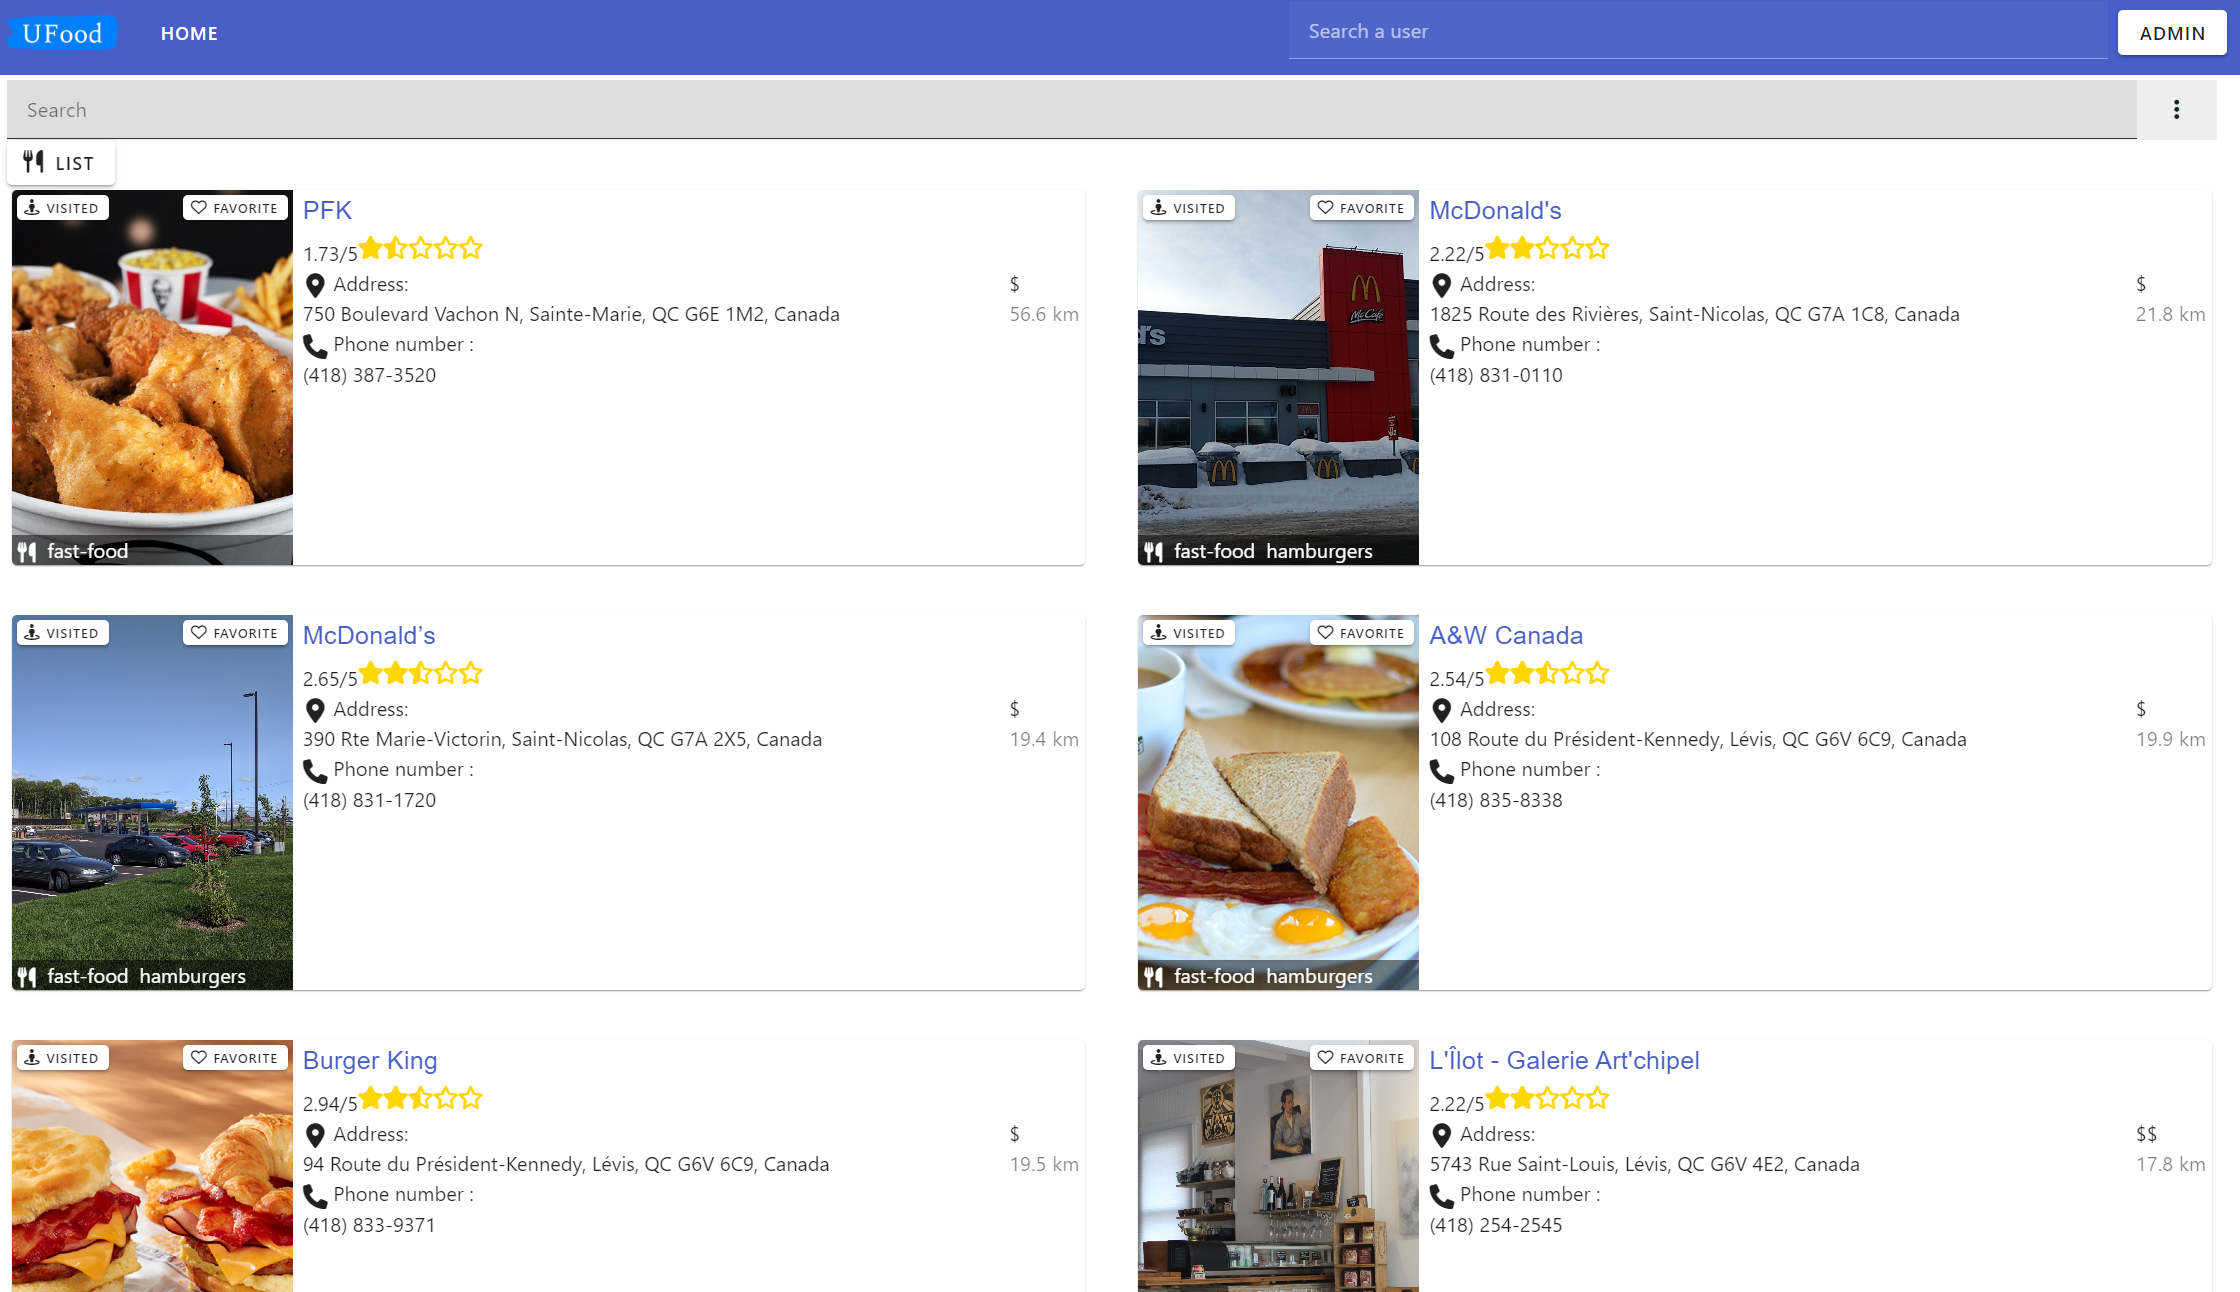 UFood
HOME
Search a user
ADMIN
Search
LIST
VISITED
FAVORITE
PFK
1.73/5
Address:
$
750 Boulevard Vachon N, Sainte-Marie, QC G6E 1M2, Canada
56.6 km
Phone number :
(418) 387-3520
fast-food
VISITED
FAVORITE
McDonald's
2.22/5
Address:
$
1825 Route des Rivières, Saint-Nicolas, QC G7A 1C8, Canada
21.8 km
Phone number :
(418) 831-0110
McCafé
fast-food hamburgers
VISITED
FAVORITE
McDonald’s
2.65/5
Address:
$
390 Rte Marie-Victorin, Saint-Nicolas, QC G7A 2X5, Canada
19.4 km
Phone number :
(418) 831-1720
fast-food hamburgers
VISITED
FAVORITE
A&W Canada
2.54/5
Address:
$
108 Route du Président-Kennedy, Lévis, QC G6V 6C9, Canada
19.9 km
Phone number :
(418) 835-8338
fast-food hamburgers
VISITED
FAVORITE
Burger King
2.94/5
Address:
$
94 Route du Président-Kennedy, Lévis, QC G6V 6C9, Canada
19.5 km
Phone number :
(418) 833-9371
VISITED
FAVORITE
L'Îlot - Galerie Art'chipel
2.22/5
Address:
$$
5743 Rue Saint-Louis, Lévis, QC G6V 4E2, Canada
17.8 km
Phone number :
(418) 254-2545